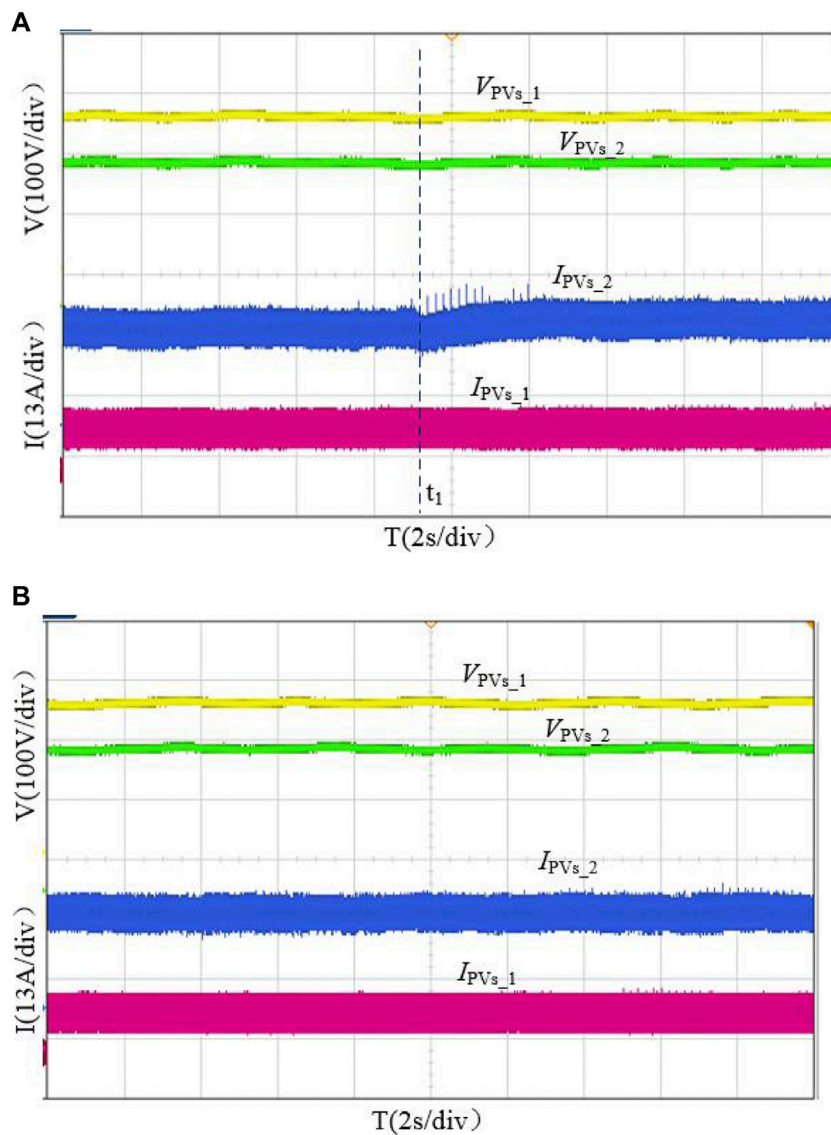 A
V(100V/div)
I(13A/div)
VPVs_1
VPVs_2
IPVs_2
IPVs_1
t1
T(2s/div)
B
V(100V/div)
I(13A/div)
VPVs_1
VPVs_2
IPVs_2
IPVs_1
T(2s/div)